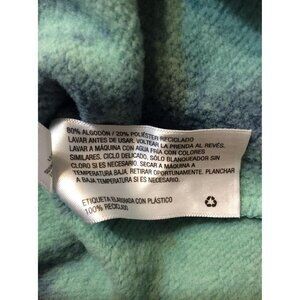 80% ALGODÓN / 20% POLIÉSTER RECICLADO
LAVAR ANTES DE USAR. VOLTEAR LA PRENDA AL REVÉS.
LAVAR A MÁQUINA CON AGUA FRÍA CON COLORES
SIMILARES. CICLO DELICADO. SÓLO BLANQUEADOR SIN
CLORO SI ES NECESARIO. SECAR A MÁQUINA A
TEMPERATURA BAJA. RETIRAR OPORTUNAMENTE. PLANCHAR
A BAJA TEMPERATURA SI ES NECESARIO.
ETIQUETA ELABORADA CON PLÁSTICO
100% RECICLADO